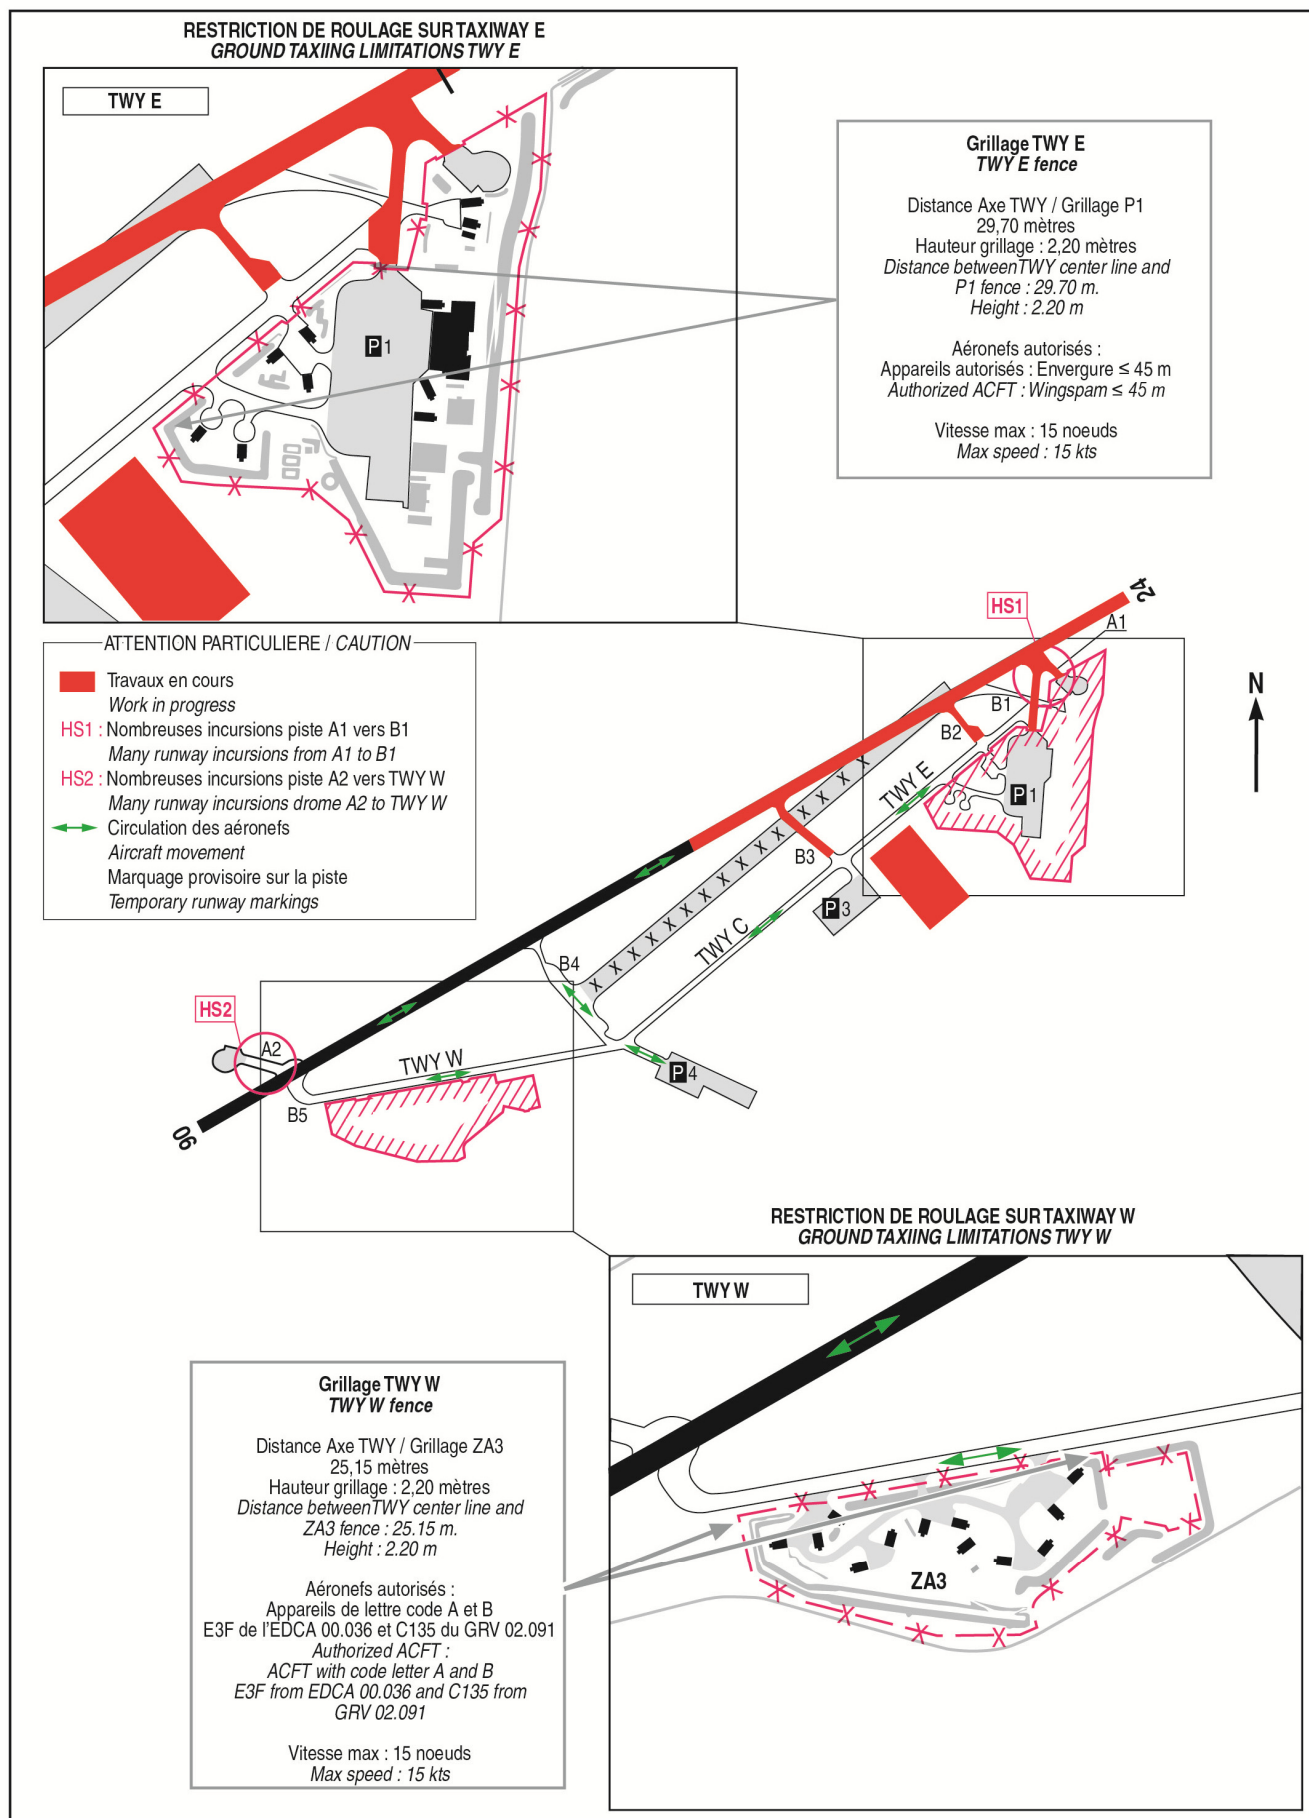 RESTRICTION DE ROULAGE SUR TAXIWAY E
GROUND TAXIING LIMITATIONS TWY E
TWY E
P 1
Grillage TWY E
TWY E fence
Distance Axe TWY / Grillage P1
29,70 mètres
Hauteur grillage : 2,20 mètres
Distance between TWY center line and
P1 fence : 29.70 m.
Height : 2.20 m
Aéronefs autorisés :
Appareils autorisés : Envergure ≤ 45 m
Authorized ACFT : Wingspam ≤ 45 m
Vitesse max : 15 noeuds
Max speed : 15 kts
ATTENTION PARTICULIERE / CAUTION
Travaux en cours
Work in progress
HS1 : Nombreuses incursions piste A1 vers B1
Many runway incursions from A1 to B1
HS2 : Nombreuses incursions piste A2 vers TWY W
Many runway incursions drome A2 to TWY W
Circulation des aéronefs
Aircraft movement
Marquage provisoire sur la piste
Temporary runway markings
24
HS1
A1
N
B1
B2
TWY E
P 1
B3
P 3
TWY C
B4
HS2
A2
TWY W
P 4
B5
06
RESTRICTION DE ROULAGE SUR TAXIWAY W
GROUND TAXIING LIMITATIONS TWY W
TWY W
ZA3
Grillage TWY W
TWY W fence
Distance Axe TWY / Grillage ZA3
25,15 mètres
Hauteur grillage : 2,20 mètres
Distance between TWY center line and
ZA3 fence : 25.15 m.
Height : 2.20 m
Aéronefs autorisés :
Appareils de lettre code A et B
E3F de l'EDCA 00.036 et C135 du GRV 02.091
Authorized ACFT :
ACFT with code letter A and B
E3F from EDCA 00.036 and C135 from
GRV 02.091
Vitesse max : 15 noeuds
Max speed : 15 kts